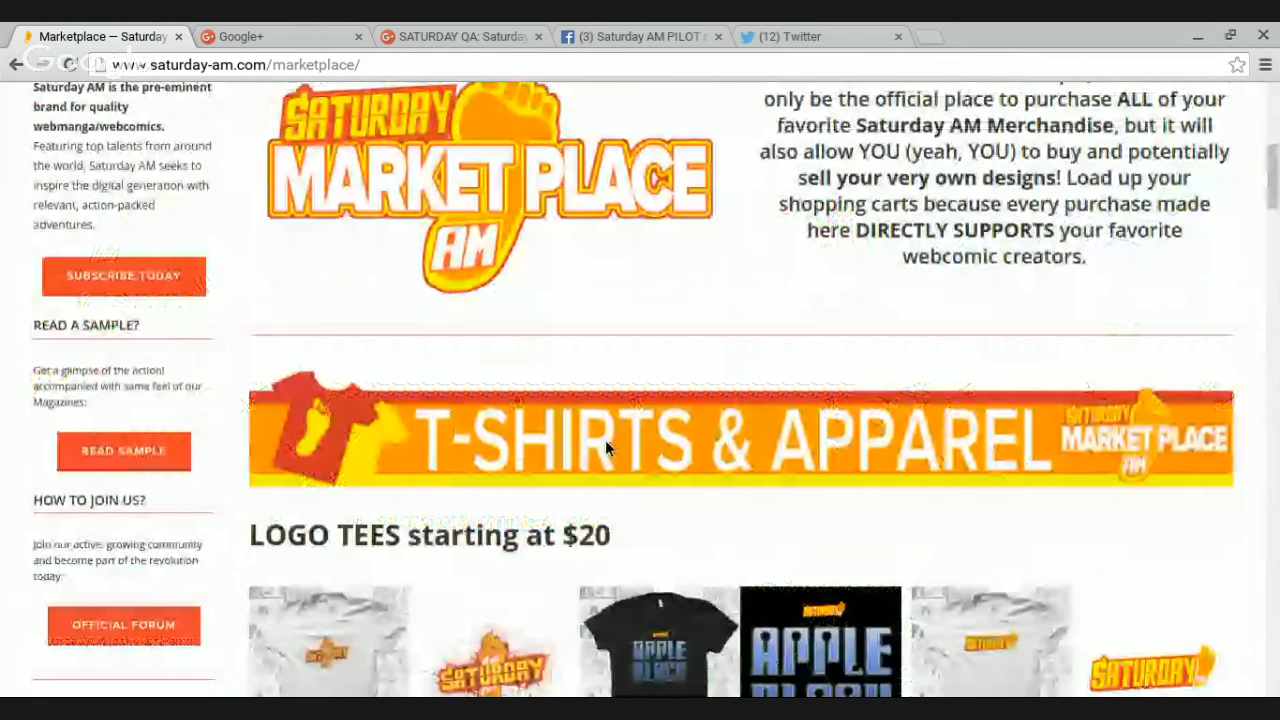 Marketplace — Saturday
Google+
SATURDAY QA: Saturday
(3) Saturday AM PILOT
(12) Twitter
Google
www.saturday-am.com/marketplace/
Saturday AM is the pre-eminent
brand for quality
webmanga/webcomics.
Featuring top talents from around
the world, Saturday AM seeks to
inspire the digital generation with
relevant, action-packed
adventures.
SUBSCRIBE TODAY
READ A SAMPLE?
Get a glimpse of the action!
accompanied with same feel of our
Magazines:
READ SAMPLE
HOW TO JOIN US?
Join our active, growing community
and become part of the revolution
today:
OFFICIAL FORUM
SATURDAY
MARKET PLACE
AM
only be the official place to purchase ALL of your
favorite Saturday AM Merchandise, but it will
also allow YOU (yeah, YOU) to buy and potentially
sell your very own designs! Load up your
shopping carts because every purchase made
here DIRECTLY SUPPORTS your favorite
webcomic creators.
T-SHIRTS & APPAREL
SATURDAY
MARKET PLACE
AM
LOGO TEES starting at $20
SATURDAY
APPLE
BLACK
SATURDAY
APPLE
BLACK
SATURDAY
SATURDAY